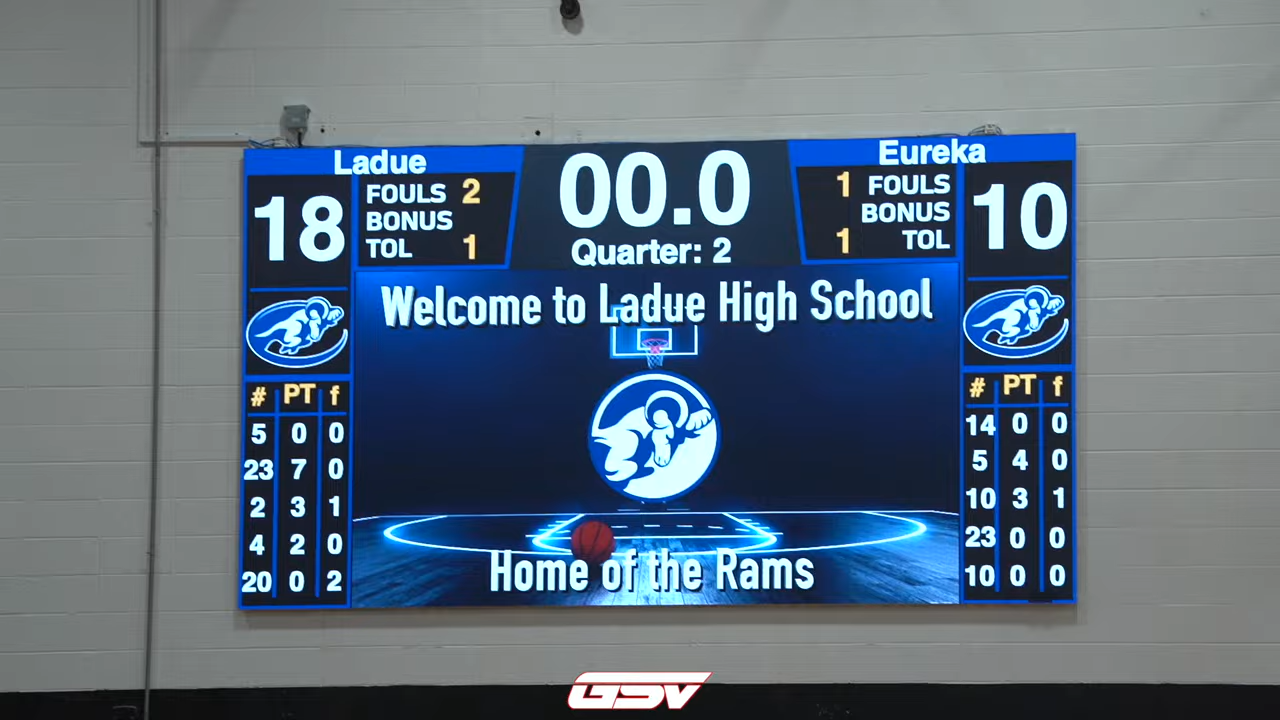 Ladue
18
FOULS 2
BONUS
TOL 1
00.0
Quarter: 2
Eureka
1 FOULS
BONUS
1 TOL
10
Welcome to Ladue High School
Home of the Rams
# PT f
5 0 0
23 7 0
2 3 1
4 2 0
20 0 2
# PT f
14 0 0
5 4 0
10 3 1
23 0 0
10 0 0
GSV